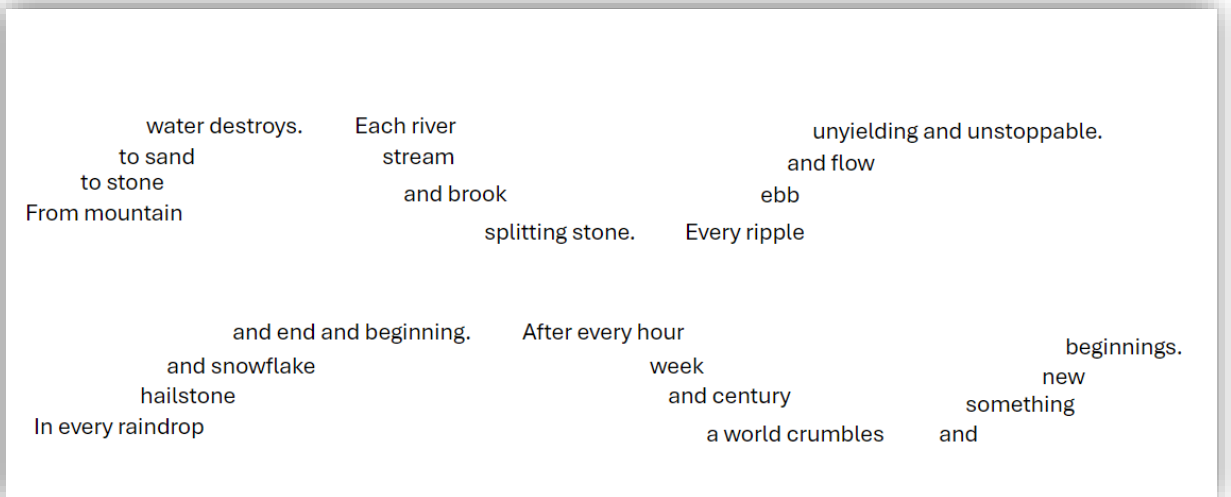 From mountain
to stone
to sand
water destroys.
Each river
stream
and brook
splitting stone.
Every ripple
ebb
and flow
unyielding and unstoppable.
In every raindrop
hailstone
and snowflake
and end and beginning.
After every hour
week
and century
a world crumbles
and
something
new
beginnings.